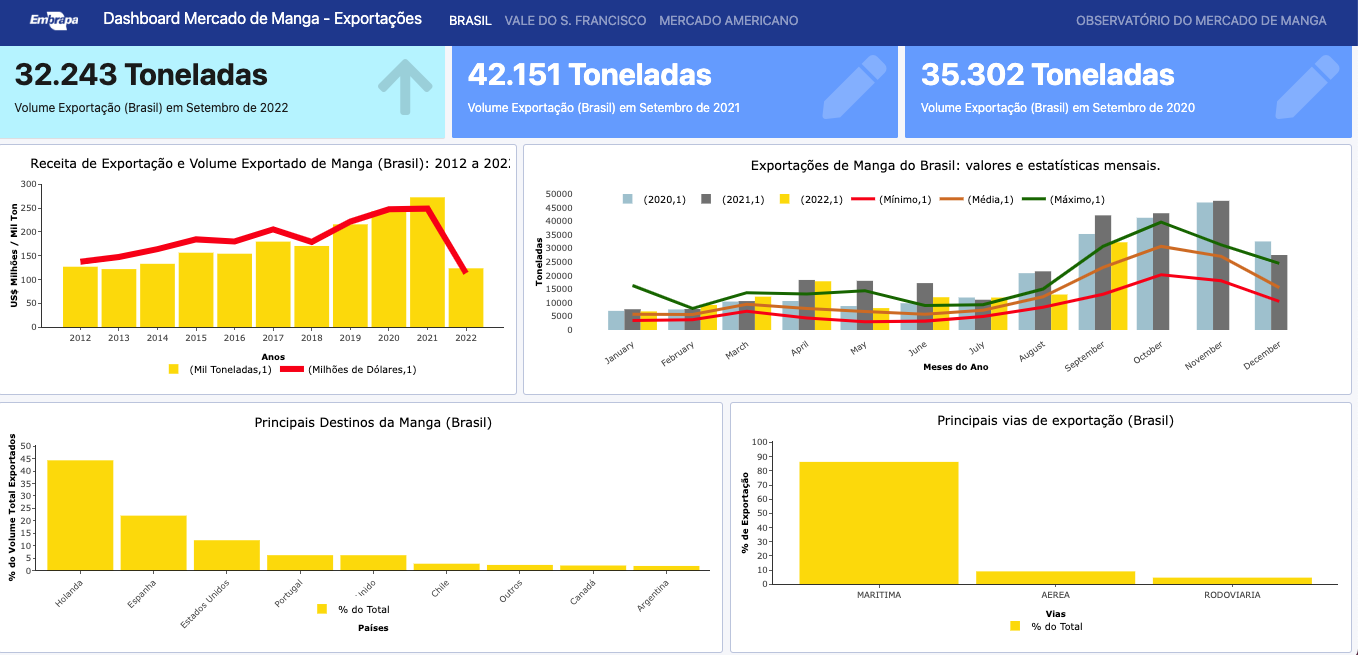 Embrapa
Dashboard Mercado de Manga - Exportações
BRASIL
VALE DO S. FRANCISCO
MERCADO AMERICANO
OBSERVATÓRIO DO MERCADO DE MANGA
32.243 Toneladas
Volume Exportação (Brasil) em Setembro de 2022
42.151 Toneladas
Volume Exportação (Brasil) em Setembro de 2021
35.302 Toneladas
Volume Exportação (Brasil) em Setembro de 2020
Receita de Exportação e Volume Exportado de Manga (Brasil): 2012 a 202
US$ Milhões / Mil Ton
300
250
200
150
100
50
0
2012 2013 2014 2015 2016 2017 2018 2019 2020 2021 2022
Anos
(Mil Toneladas,1) (Milhões de Dólares,1)
Exportações de Manga do Brasil: valores e estatísticas mensais.
(2020,1) (2021,1) (2022,1) (Mínimo,1) (Média,1) (Máximo,1)
Toneladas
50000
45000
40000
35000
30000
25000
20000
15000
10000
5000
0
January February March April May June July August September October November December
Meses do Ano
Principais Destinos da Manga (Brasil)
% do Volume Total Exportados
50
45
40
35
30
25
20
15
10
5
0
Holanda Espanha Estados Unidos Portugal Unido Chile Outros Canadá Argentina
% do Total
Países
Principais vias de exportação (Brasil)
% de Exportação
100
90
80
70
60
50
40
30
20
10
0
MARITIMA AEREA RODOVIARIA
Vias
% do Total